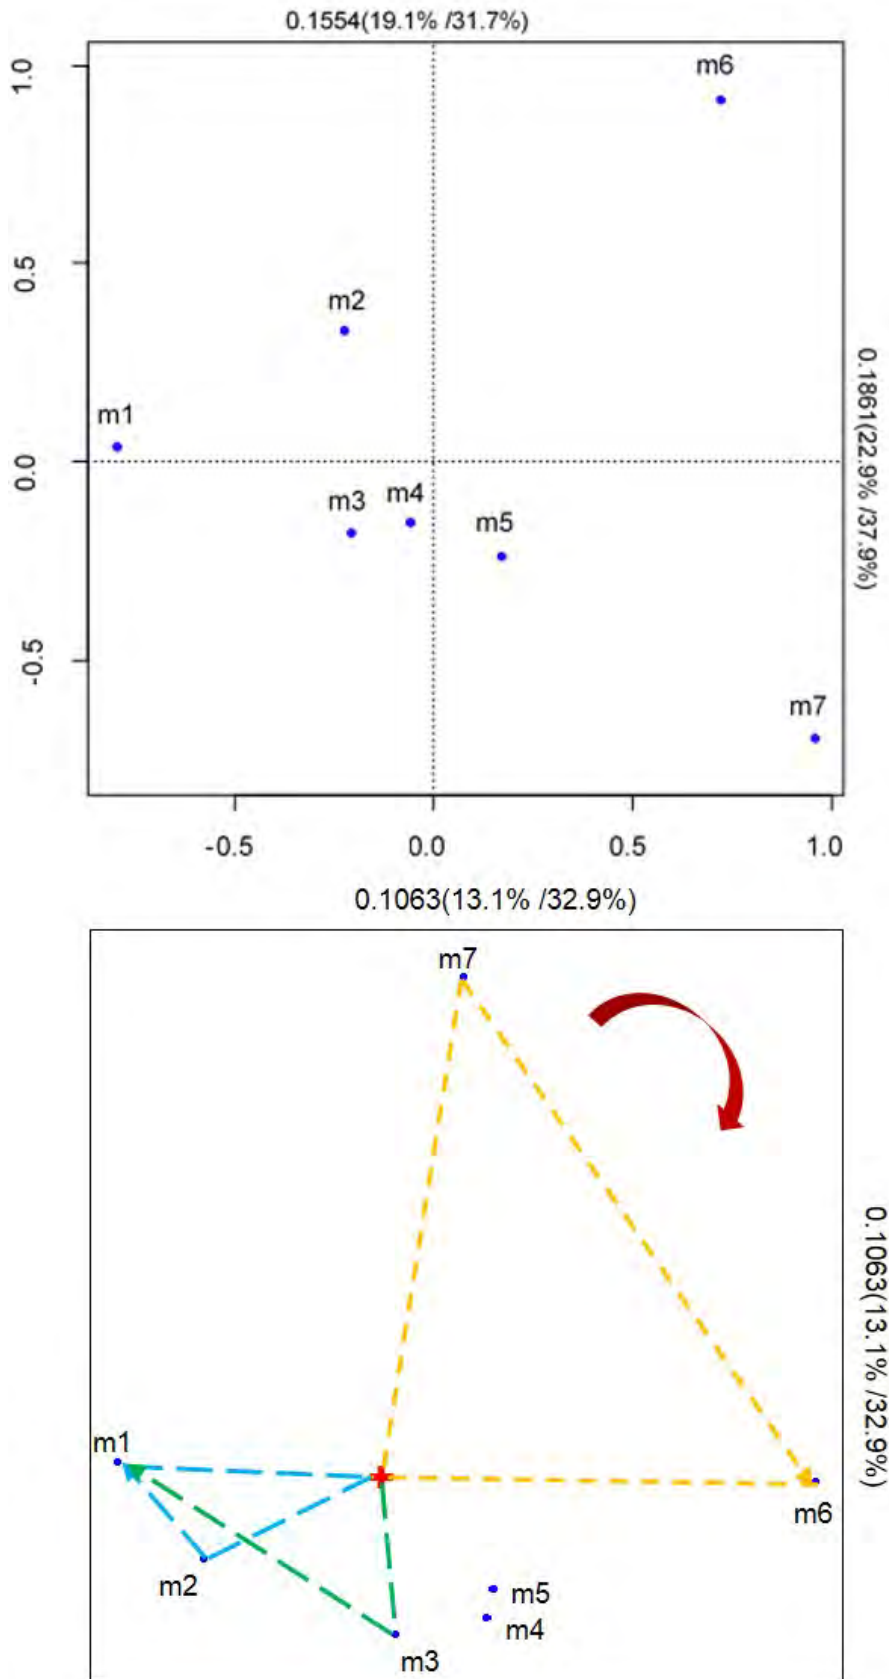 0.1554(19.1% /31.7%)
1.0
m6
0.5
m2
0.1861(22.9% /37.9%)
m1
0.0
m3
m4
m5
-0.5
m7
-0.5
0.0
0.5
1.0
0.1063(13.1% /32.9%)
m7
0.1063(13.1% /32.9%)
m1
m6
m2
m5
m4
m3